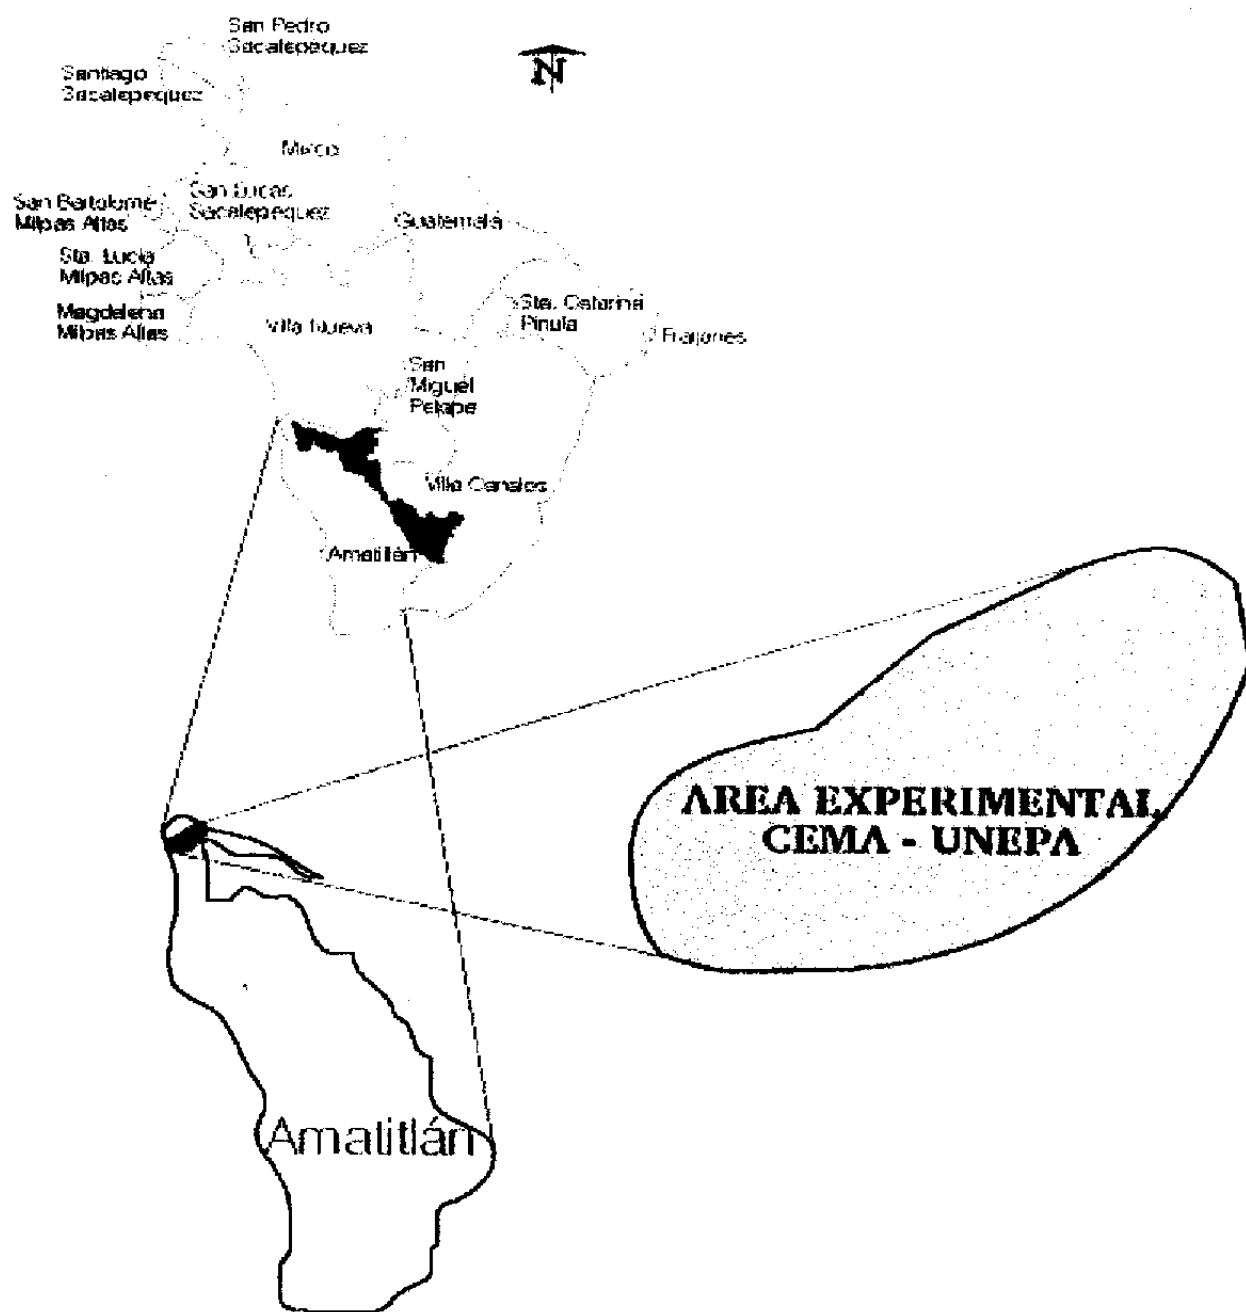 San Pedro
Sacatepequez
N
Santiago
Sacatepequez
Mixco
San Lucas
Sacatepequez
San Bartolome
Milpas Altas
Guatemala
Sta. Lucia
Milpas Altas
Magdalena
Milpas Altas
Villa Nueva
Sta. Catarina
Pinula
Fraijanes
San
Miguel
Petapa
Villa Canales
Amatitlán
AREA EXPERIMENTAL
CEMA - UNEPA
Amatitlán